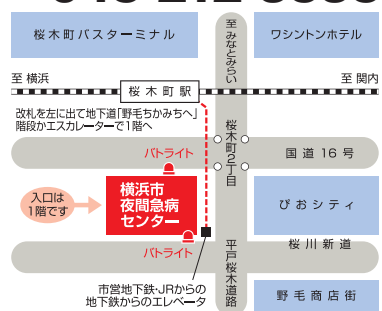 桜木町バスターミナル
至みなとみらい
ワシントンホテル
至 横浜
桜木町駅
至 関内
改札を左に出て地下道「野毛ちかみちへ」
階段かエスカレーターで1階へ
桜木町2丁目
パトライト
国道16号
入口は
1階です
横浜市
夜間急病
センター
ぴおシティ
桜川新道
パトライト
平戸桜木道路
市営地下鉄・JRからの
地下鉄からのエレベータ
野毛商店街